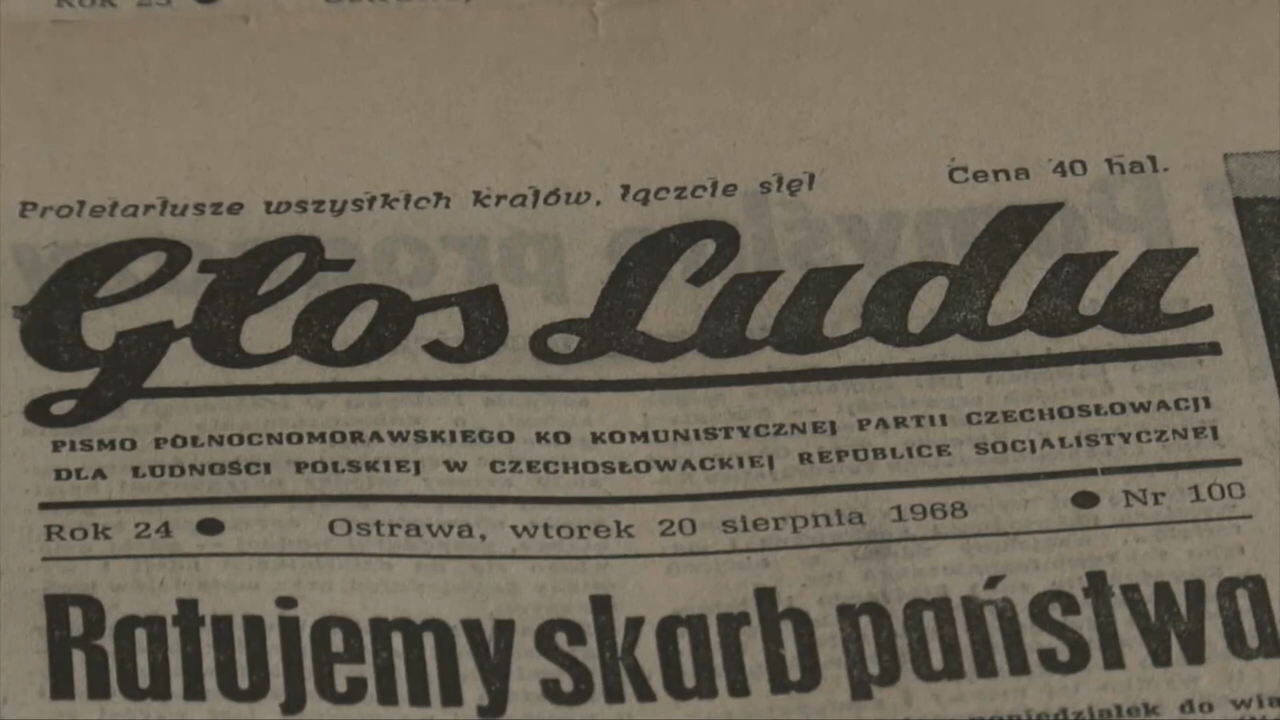 Proletariusze wszystkich krajów, łączcie się!
Cena 40 hal.
Głos Ludu
PISMO PÓŁNOCNOMORAWSKIEGO KO KOMUNISTYCZNEJ PARTII CZECHOSŁOWACJI
DLA LUDNOŚCI POLSKIEJ W CZECHOSŁOWACKIEJ REPUBLICE SOCJALISTYCZNEJ
Rok 24 ● Ostrawa, wtorek 20 sierpnia 1968 ● Nr 100
Ratujemy skarb państwa
do